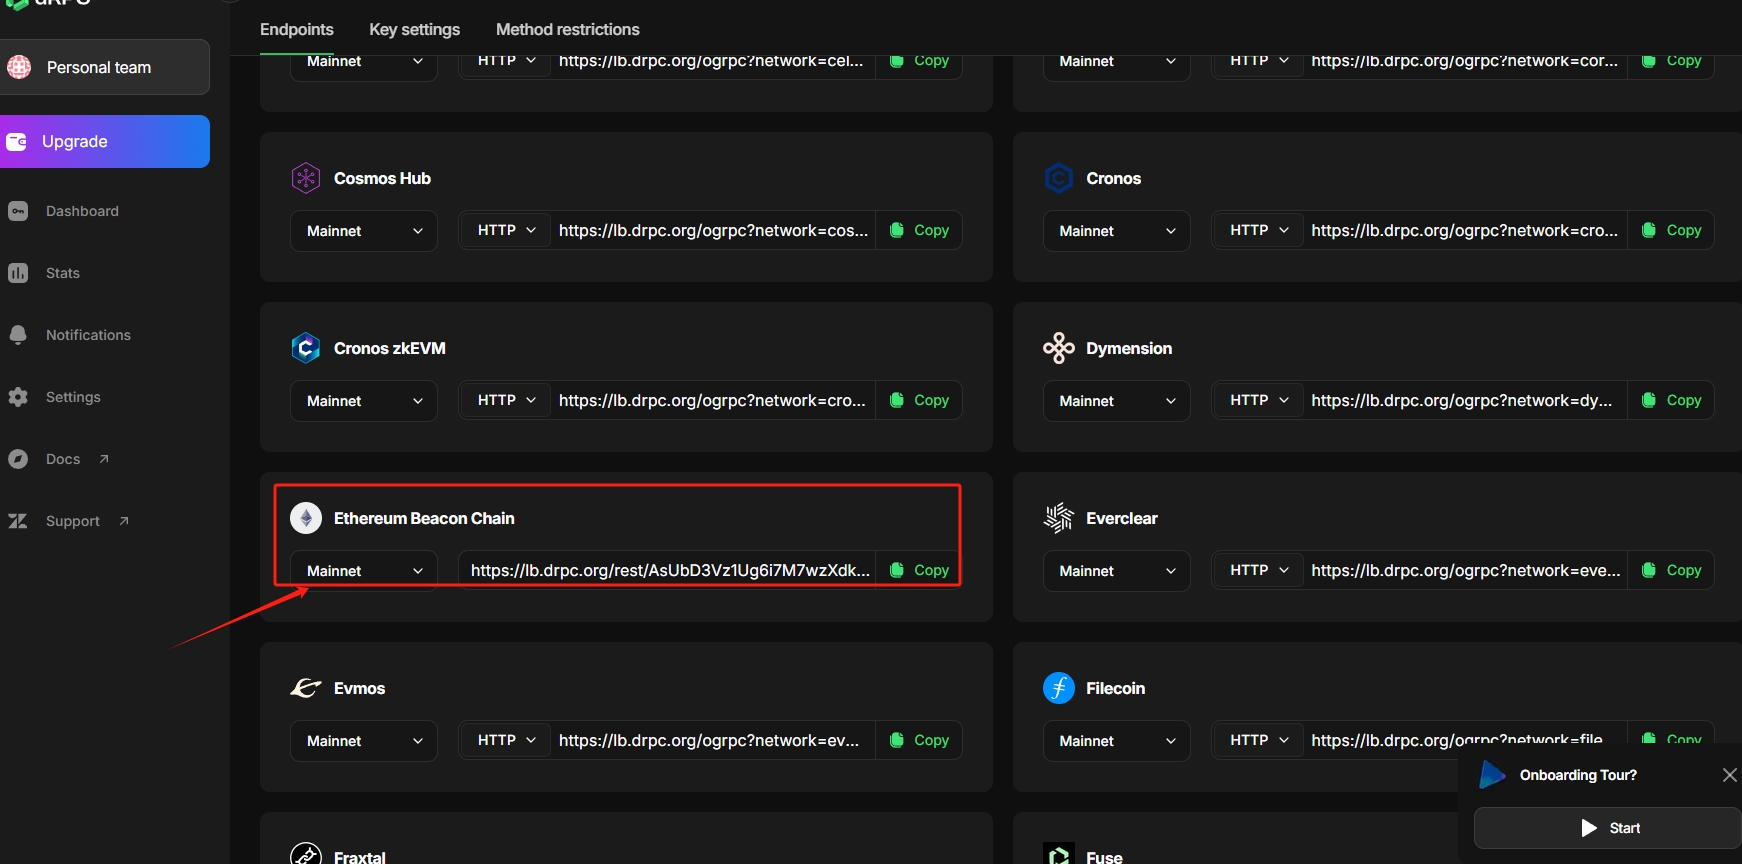 dRPC
Personal team
Upgrade
Dashboard
Stats
Notifications
Settings
Docs
Support
Endpoints Key settings Method restrictions
Mainnet HTTP https://lb.drpc.org/ogrpc?network=cel... Copy
Mainnet HTTP https://lb.drpc.org/ogrpc?network=cor... Copy
Cosmos Hub
Mainnet HTTP https://lb.drpc.org/ogrpc?network=cos... Copy
Cronos
Mainnet HTTP https://lb.drpc.org/ogrpc?network=cro... Copy
Cronos zkEVM
Mainnet HTTP https://lb.drpc.org/ogrpc?network=cro... Copy
Dymension
Mainnet HTTP https://lb.drpc.org/ogrpc?network=dy... Copy
Ethereum Beacon Chain
Mainnet https://lb.drpc.org/rest/AsUbD3Vz1Ug6i7M7wzXdk... Copy
Everclear
Mainnet HTTP https://lb.drpc.org/ogrpc?network=eve... Copy
Evmos
Mainnet HTTP https://lb.drpc.org/ogrpc?network=ev... Copy
Filecoin
Mainnet HTTP https://lb.drpc.org/ogrpc?network=file Copy
Fraxtal
Fuse
Onboarding Tour?
Start